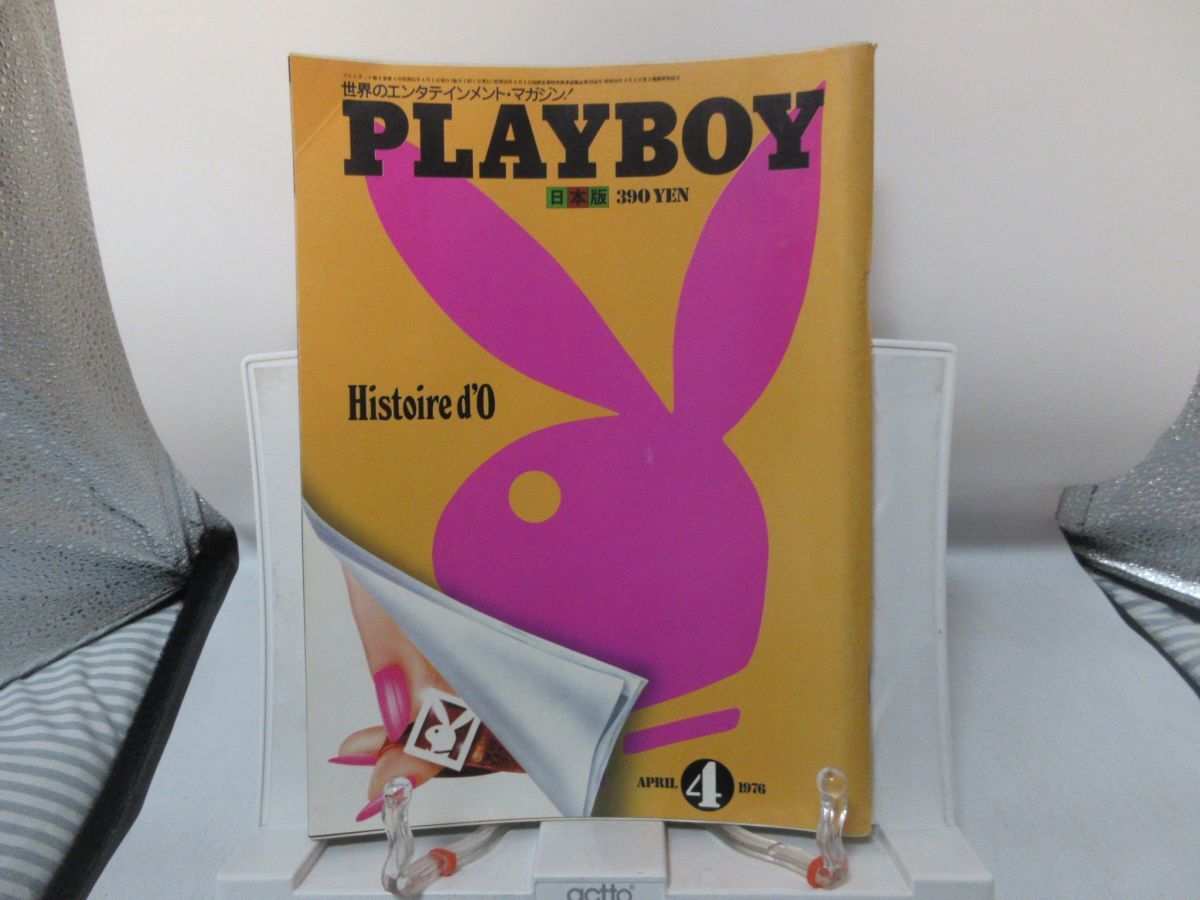 世界のエンタテインメント・マガジン!
PLAYBOY
日本版 390 YEN
Histoire d'O
APRIL 4 1976
actto®